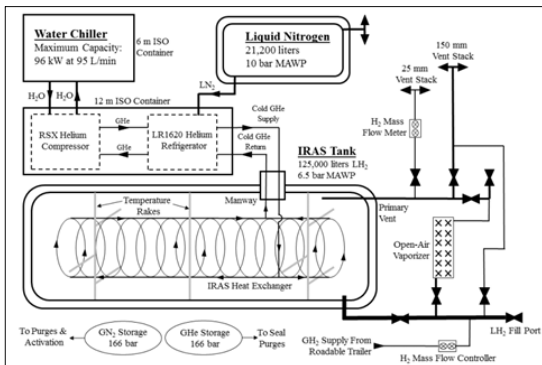 Water Chiller
Maximum Capacity:
96 kW at 95 L/min
6 m ISO
Container
Liquid Nitrogen
21,200 liters
10 bar MAWP
150 mm
Vent Stack
25 mm
Vent Stack
H₂O
H₂O
12 m ISO Container
LN₂
RSX Helium
Compressor
GHe
GHe
LR1620 Helium
Refrigerator
Cold GHe
Supply
Cold GHe
Return
H₂ Mass
Flow Meter
IRAS Tank
125,000 liters LH₂
6.5 bar MAWP
Manway
Temperature
Rakes
Primary
Vent
Open-Air
Vaporizer
IRAS Heat Exchanger
To Purges &
Activation
GN₂ Storage
166 bar
GHe Storage
166 bar
To Seal
Purges
GH₂ Supply From
Roadable Trailer
H₂ Mass Flow Controller
LH₂ Fill Port